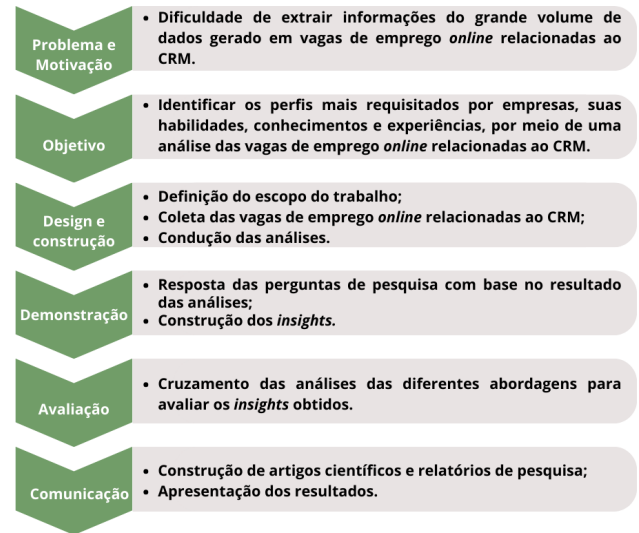 Problema e
Motivação
• Dificuldade de extrair informações do grande volume de
dados gerado em vagas de emprego online relacionadas ao
CRM.
Objetivo
• Identificar os perfis mais requisitados por empresas, suas
habilidades, conhecimentos e experiências, por meio de uma
análise das vagas de emprego online relacionadas ao CRM.
Design e
construção
• Definição do escopo do trabalho;
• Coleta das vagas de emprego online relacionadas ao CRM;
• Condução das análises.
Demonstração
• Resposta das perguntas de pesquisa com base no resultado
das análises;
• Construção dos insights.
Avaliação
• Cruzamento das análises das diferentes abordagens para
avaliar os insights obtidos.
Comunicação
• Construção de artigos científicos e relatórios de pesquisa;
• Apresentação dos resultados.